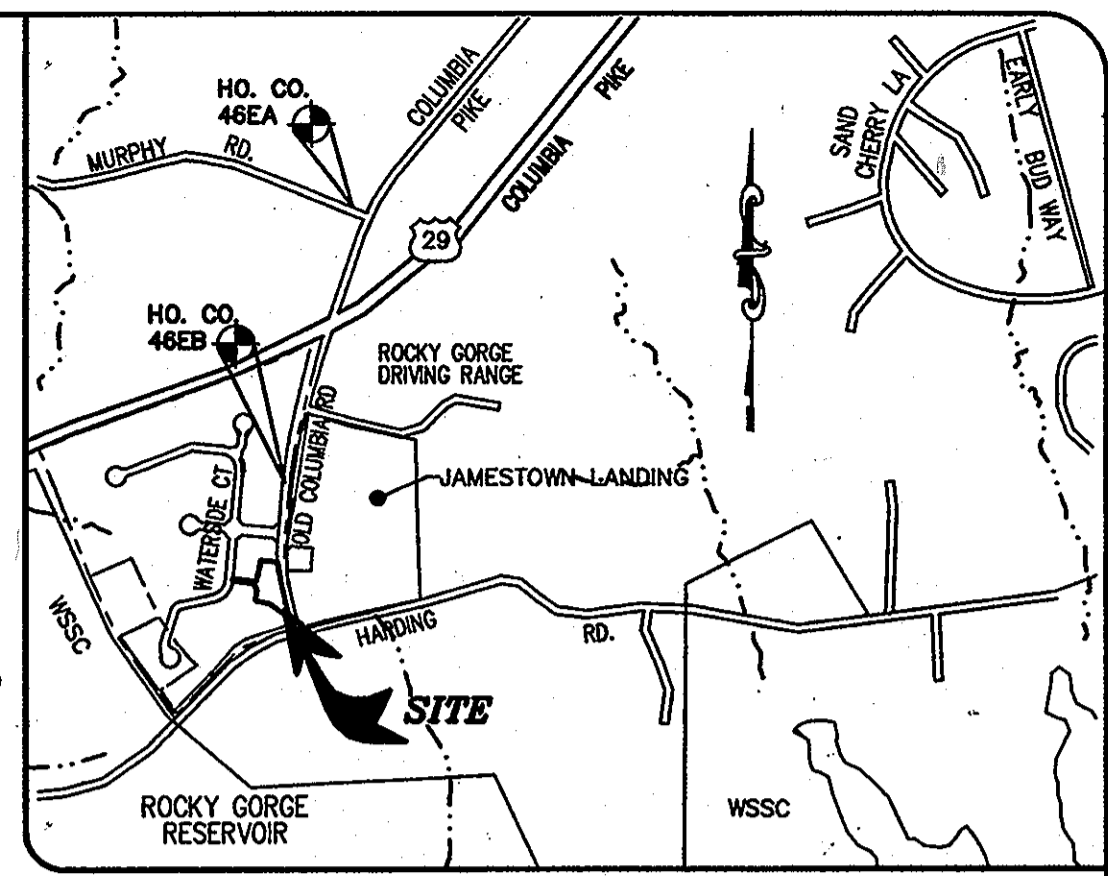 HO. CO.
46EA
COLUMBIA
PIKE
PIKE
COLUMBIA
MURPHY RD.
29
SAND
CHERRY LA
EARLY BUD WAY
HO. CO.
46EB
ROCKY GORGE
DRIVING RANGE
OLD COLUMBIA RD
JAMESTOWN LANDING
WATERSIDE CT
WSSC
HARDING RD.
SITE
ROCKY GORGE
RESERVOIR
WSSC